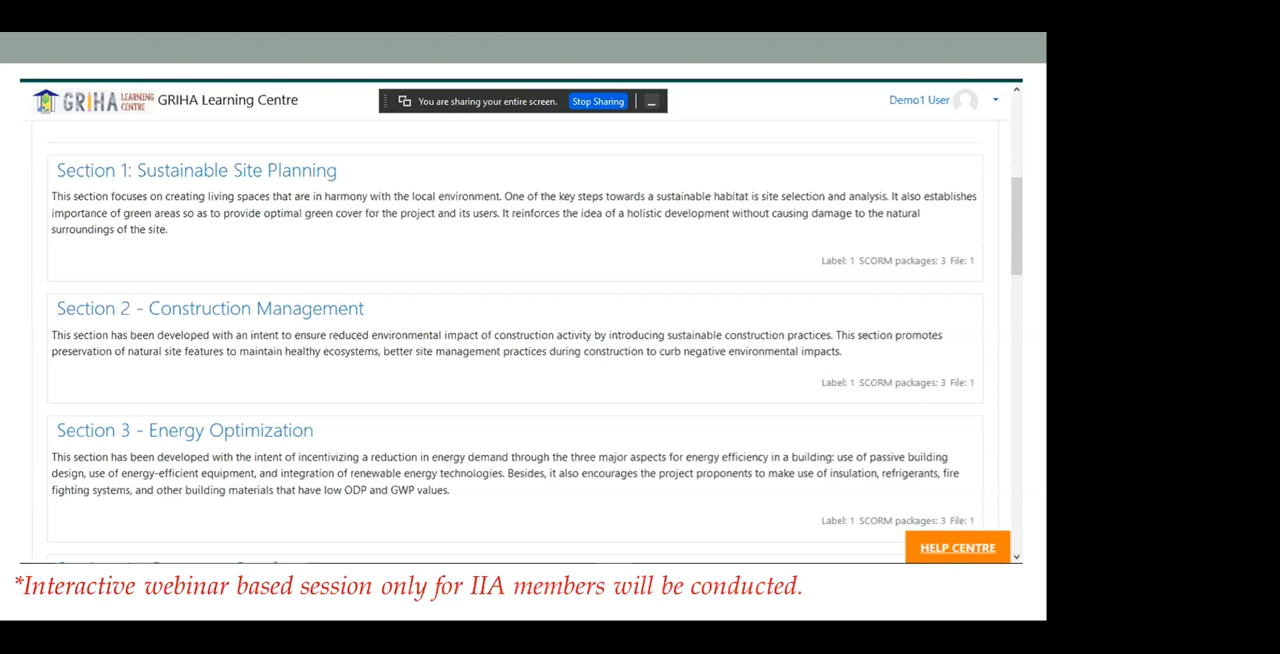 GRIHA LEARNING CENTRE GRIHA Learning Centre
You are sharing your entire screen. Stop Sharing
Demo1 User
Section 1: Sustainable Site Planning
This section focuses on creating living spaces that are in harmony with the local environment. One of the key steps towards a sustainable habitat is site selection and analysis. It also establishes
importance of green areas so as to provide optimal green cover for the project and its users. It reinforces the idea of a holistic development without causing damage to the natural
surroundings of the site.
Label: 1 SCORM packages: 3 File: 1
Section 2 - Construction Management
This section has been developed with an intent to ensure reduced environmental impact of construction activity by introducing sustainable construction practices. This section promotes
preservation of natural site features to maintain healthy ecosystems, better site management practices during construction to curb negative environmental impacts.
Label: 1 SCORM packages: 3 File: 1
Section 3 - Energy Optimization
This section has been developed with the intent of incentivizing a reduction in energy demand through the three major aspects for energy efficiency in a building: use of passive building
design, use of energy-efficient equipment, and integration of renewable energy technologies. Besides, it also encourages the project proponents to make use of insulation, refrigerants, fire
fighting systems, and other building materials that have low ODP and GWP values.
Label: 1 SCORM packages: 3 File: 1
HELP CENTRE
*Interactive webinar based session only for IIA members will be conducted.